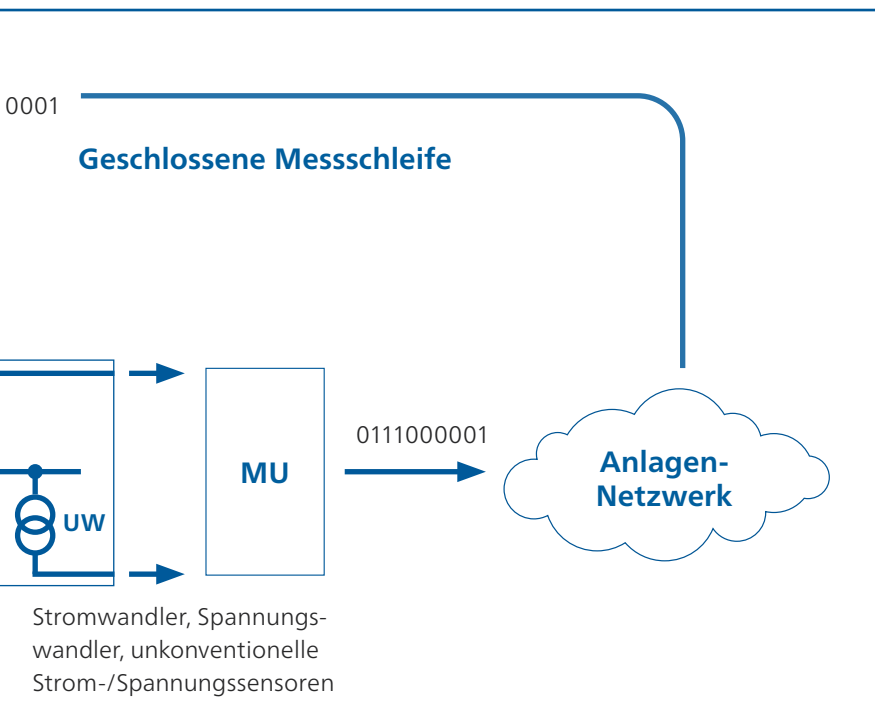 0001
Geschlossene Messschleife
0111000001
MU
Anlagen-
Netzwerk
UW
Stromwandler, Spannungs-
wandler, unkonventionelle
Strom-/Spannungssensoren